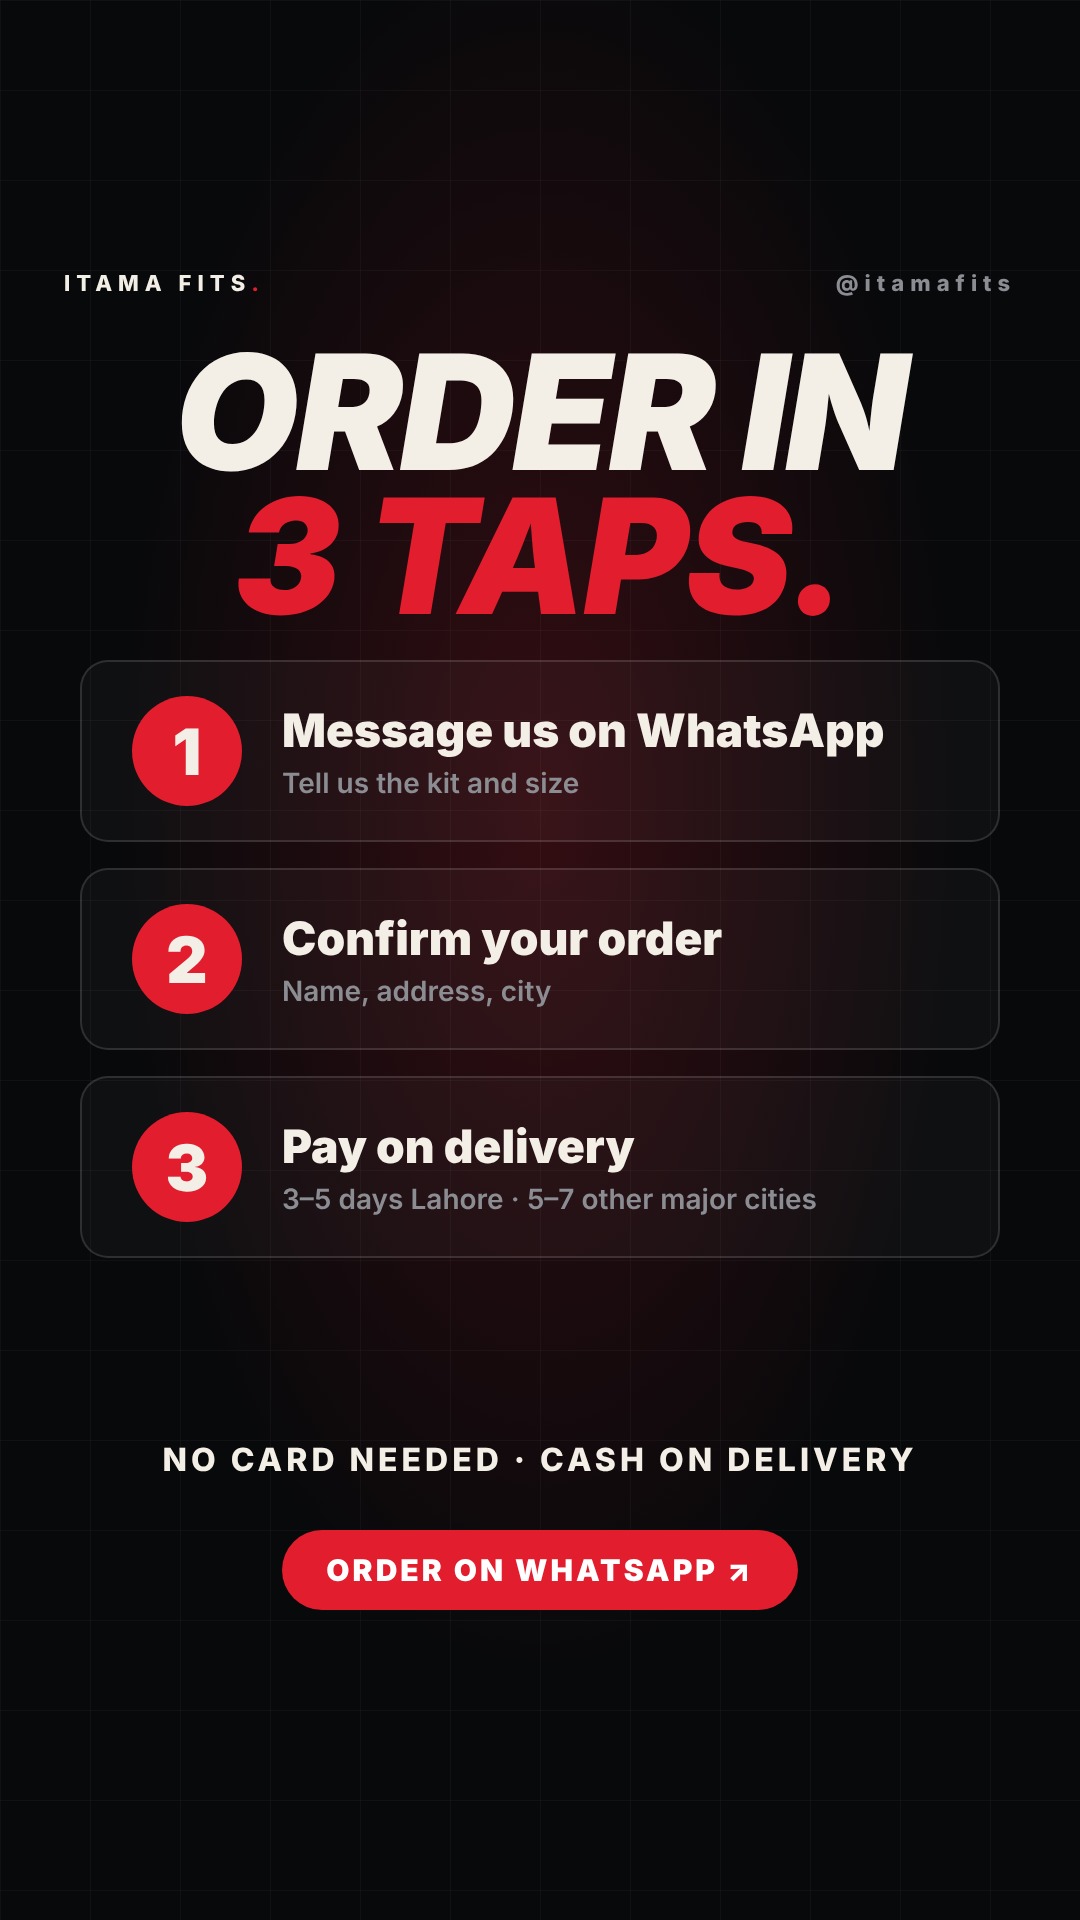 ITAMA FITS.
@itamafits
ORDER IN
3 TAPS.
1
Message us on WhatsApp
Tell us the kit and size
2
Confirm your order
Name, address, city
3
Pay on delivery
3–5 days Lahore · 5–7 other major cities
NO CARD NEEDED · CASH ON DELIVERY
ORDER ON WHATSAPP ↗